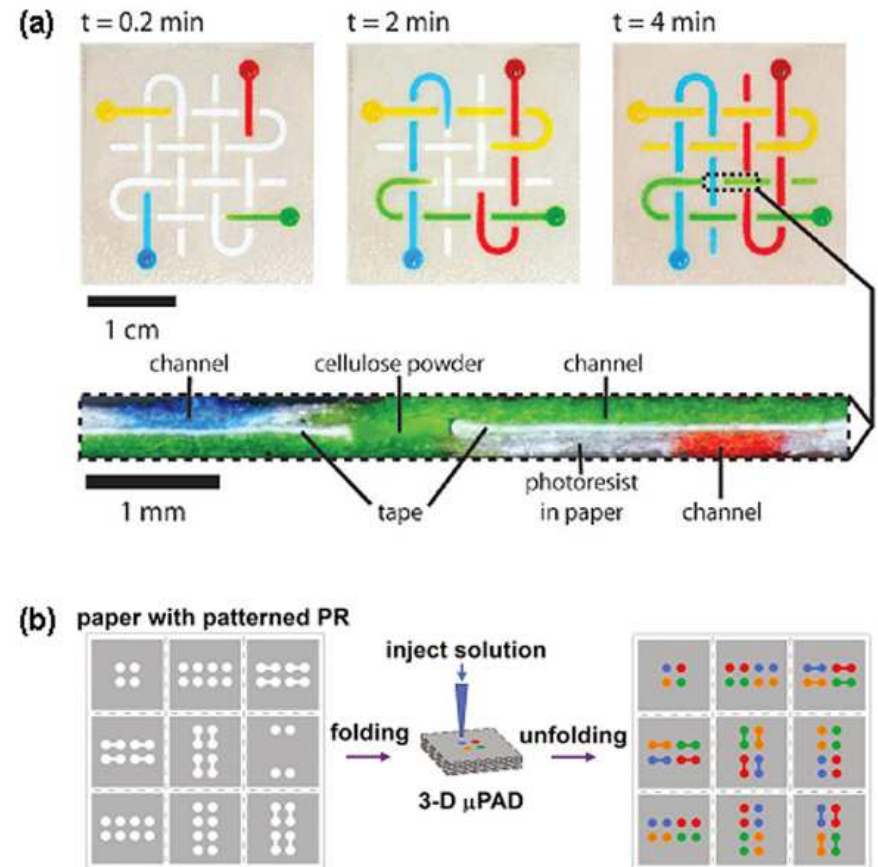 (a)
t = 0.2 min
t = 2 min
t = 4 min
1 cm
channel
cellulose powder
channel
1 mm
tape
photoresist
in paper
channel
(b)
paper with patterned PR
inject solution
folding
unfolding
3-D μPAD